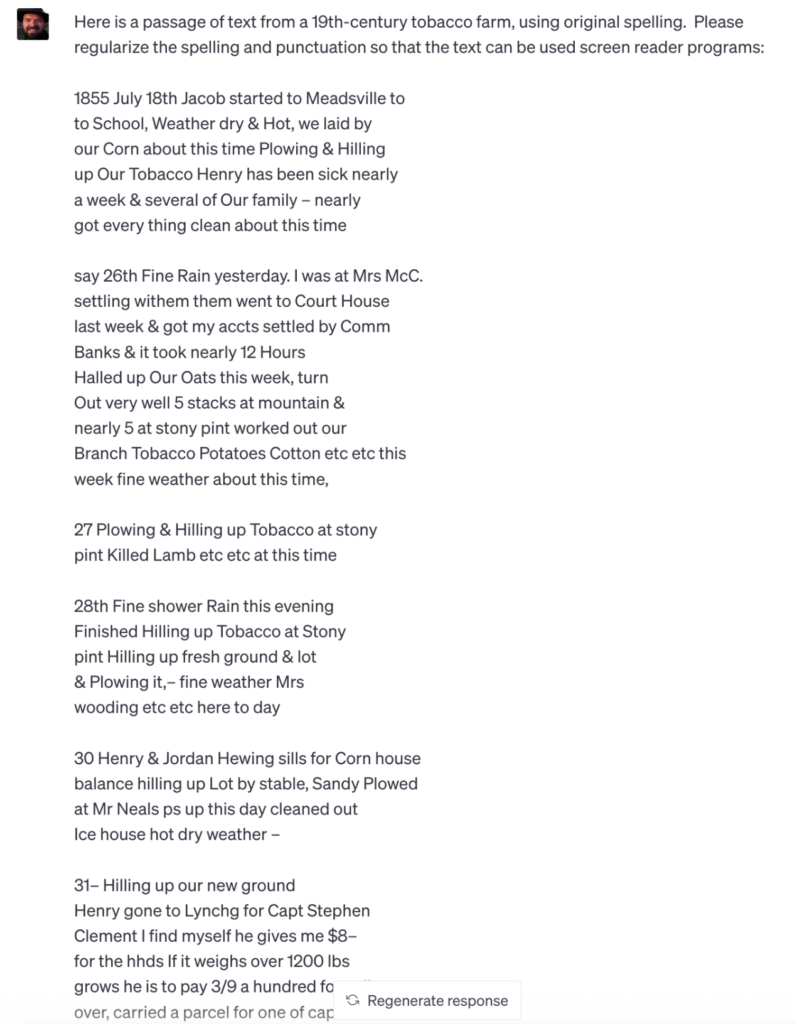 Here is a passage of text from a 19th-century tobacco farm, using original spelling.  Please
regularize the spelling and punctuation so that the text can be used screen reader programs:

1855 July 18th Jacob started to Meadsville to
to School, Weather dry & Hot, we laid by
our Corn about this time Plowing & Hilling
up Our Tobacco Henry has been sick nearly
a week & several of Our family – nearly
got every thing clean about this time

say 26th Fine Rain yesterday. I was at Mrs McC.
settling withem them went to Court House
last week & got my accts settled by Comm
Banks & it took nearly 12 Hours
Halled up Our Oats this week, turn
Out very well 5 stacks at mountain &
nearly 5 at stony pint worked out our
Branch Tobacco Potatoes Cotton etc etc this
week fine weather about this time,

27 Plowing & Hilling up Tobacco at stony
pint Killed Lamb etc etc at this time

28th Fine shower Rain this evening
Finished Hilling up Tobacco at Stony
pint Hilling up fresh ground & lot
& Plowing it,– fine weather Mrs
wooding etc etc here to day

30 Henry & Jordan Hewing sills for Corn house
balance hilling up Lot by stable, Sandy Plowed
at Mr Neals ps up this day cleaned out
Ice house hot dry weather –

31– Hilling up our new ground
Henry gone to Lynchg for Capt Stephen
Clement I find myself he gives me $8–
for the hhds If it weighs over 1200 lbs
grows he is to pay 3/9 a hundred
over, carried a parcel for one of
Regenerate response